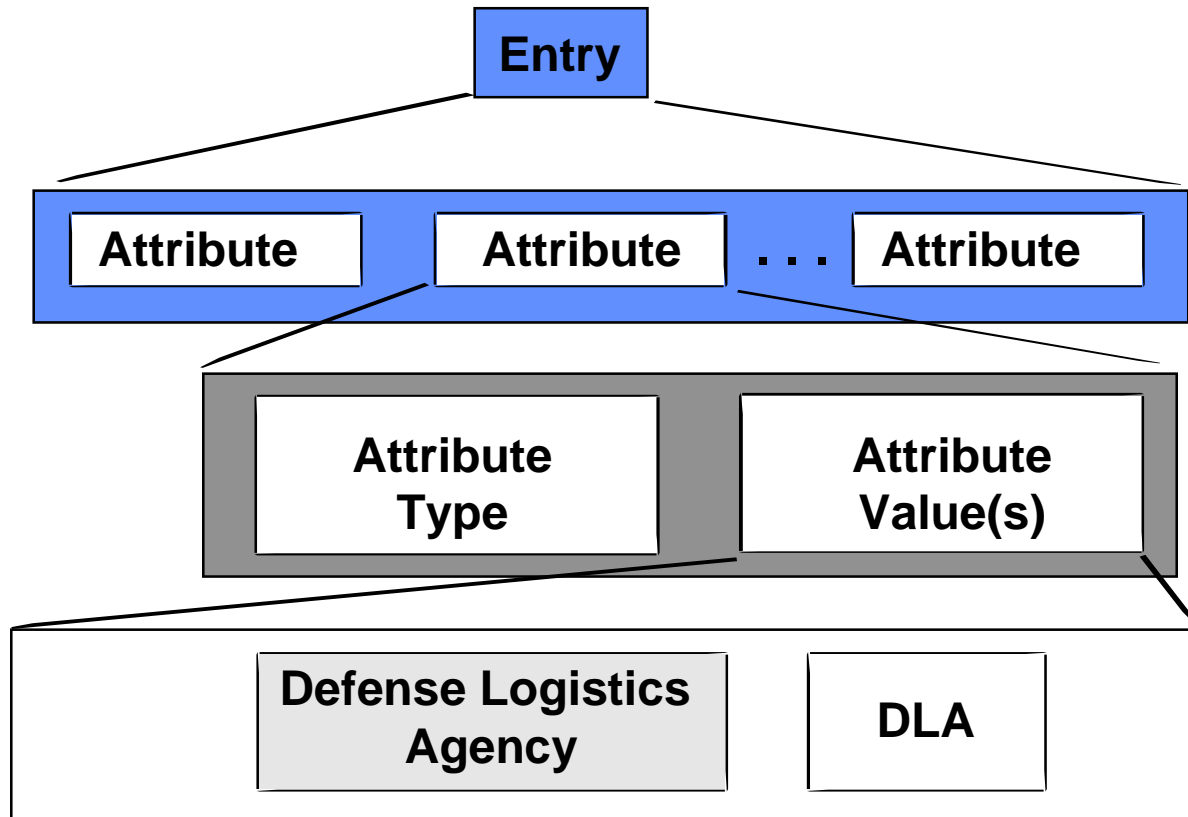 Entry
Attribute Attribute . . . Attribute
Attribute
Type
Attribute
Value(s)
Defense Logistics
Agency
DLA